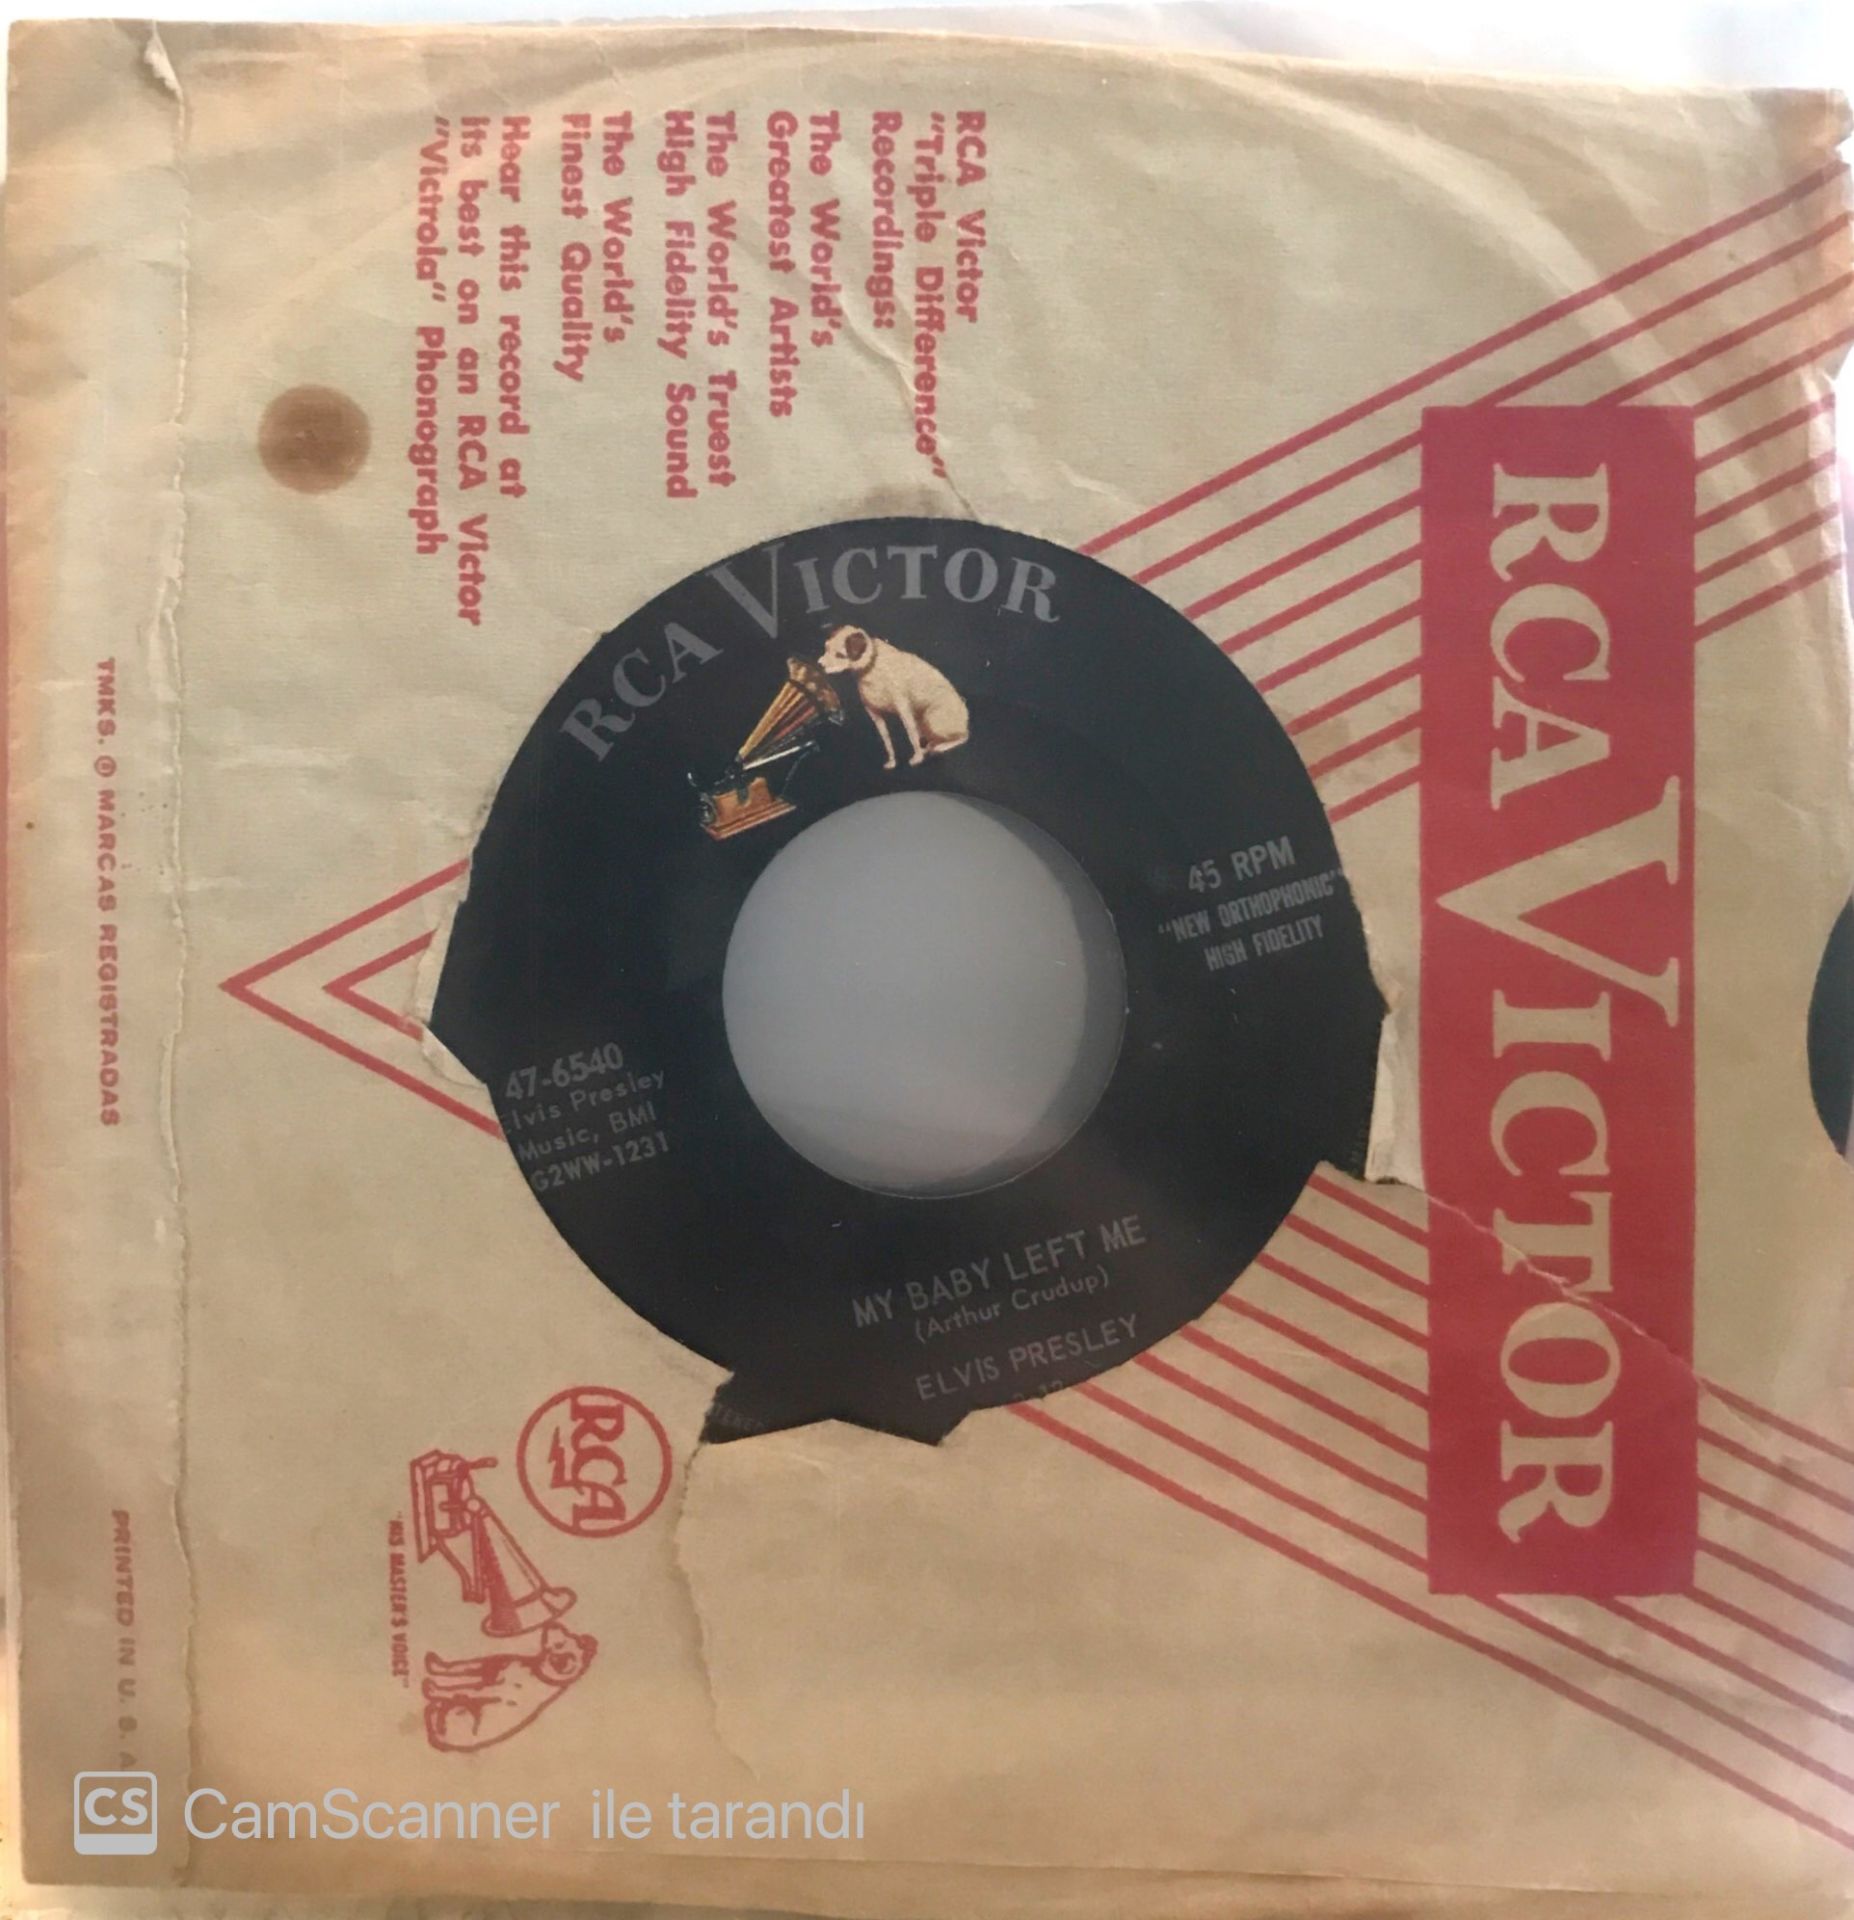 RCA Victor
"Triple Difference"
Recordings:
The World's
Greatest Artists
The World's Truest
High Fidelity Sound
The World's
Finest Quality
Hear this record at
its best on an RCA Victor
"Victrola" Phonograph
RCA VICTOR
RCA VICTOR
45 RPM
"NEW ORTHOPHONIC"
HIGH FIDELITY
47-6540
lvis Presley
Music, BMI
G2WW-1231
MY BABY LEFT ME
(Arthur Crudup)
ELVIS PRESLEY
RCA
"HIS MASTER'S VOICE"
TMKS. ® MARCAS REGISTRADAS
PRINTED IN U. S. A
CS CamScanner ile tarandı